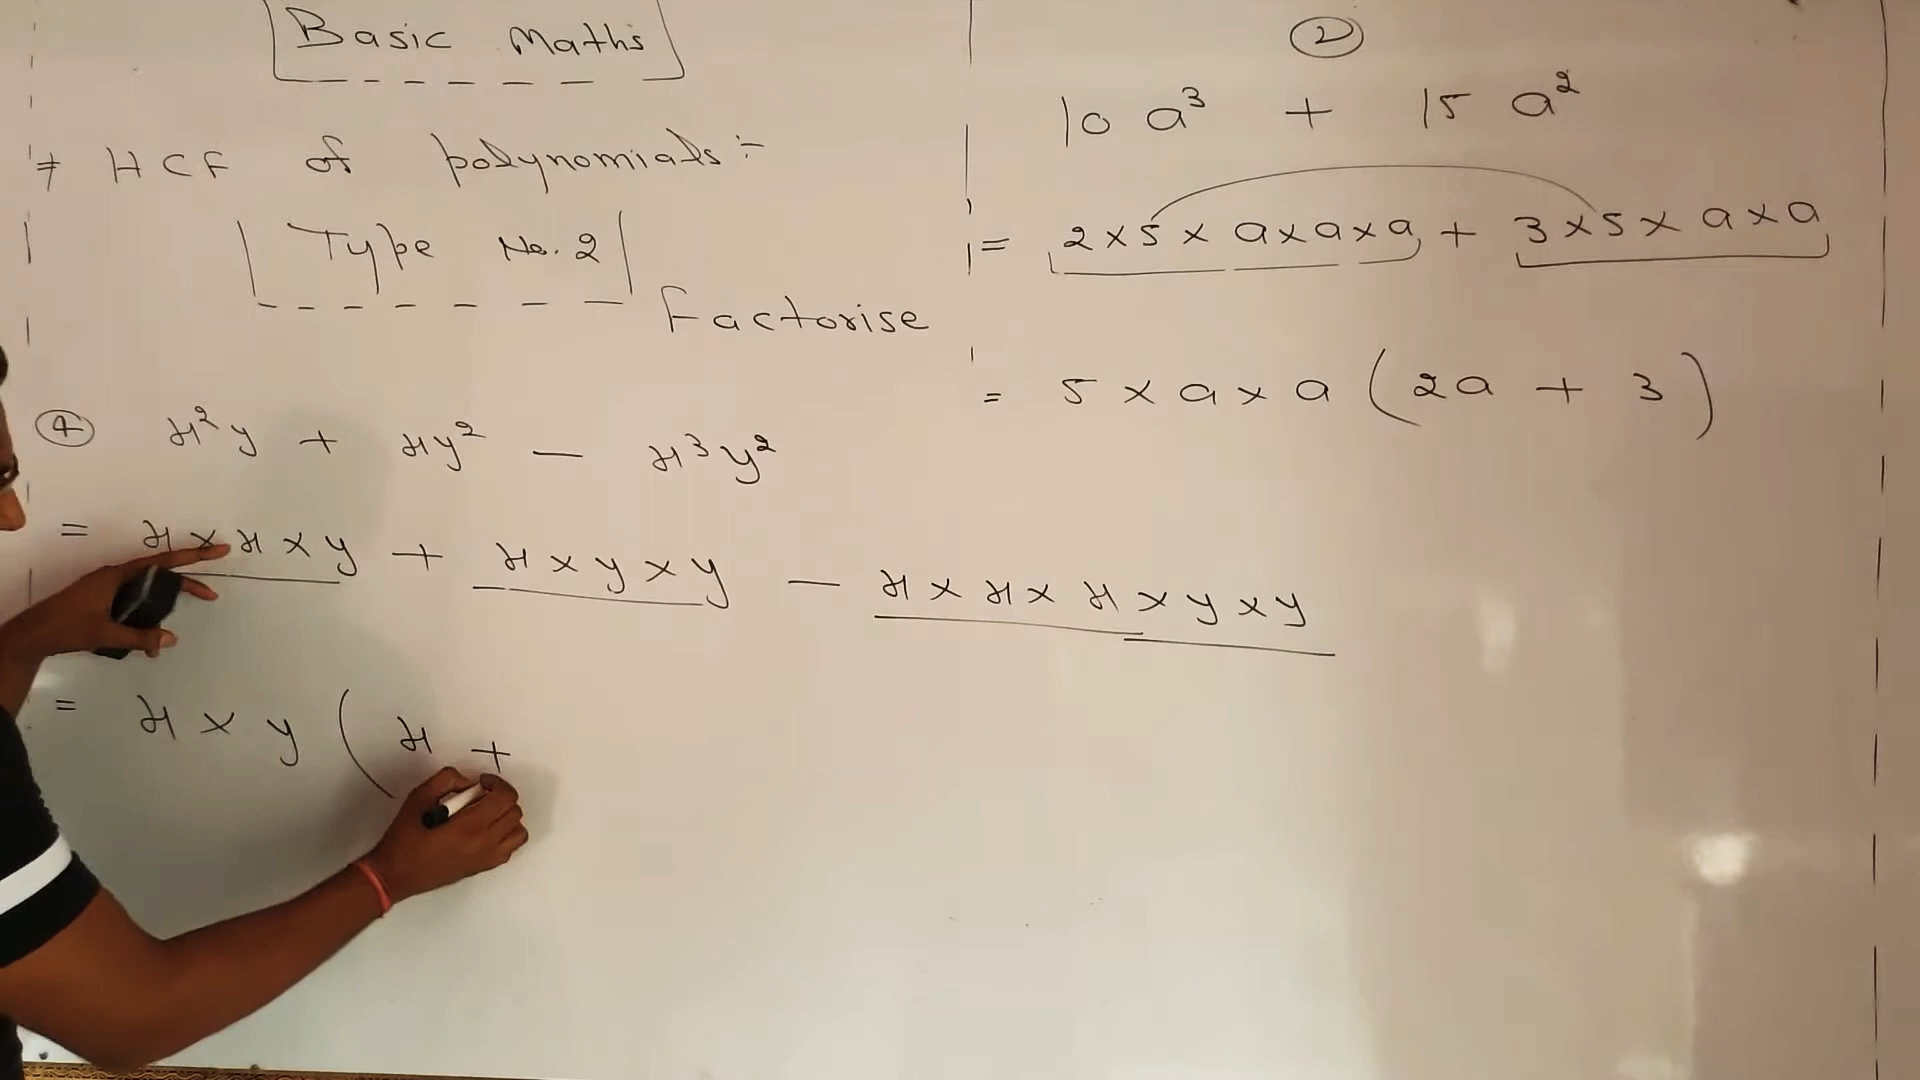 Basic Maths
≠ HCF of polynomials :-
Type No. 2
Factorise
④ x²y + xy² — x³y²
= x × x × y + x × y × y — x × x × x × y × y
= x × y ( x +
②
10 a³ + 15 a²
= 2 × 5 × a × a × a + 3 × 5 × a × a
= 5 × a × a ( 2a + 3 )